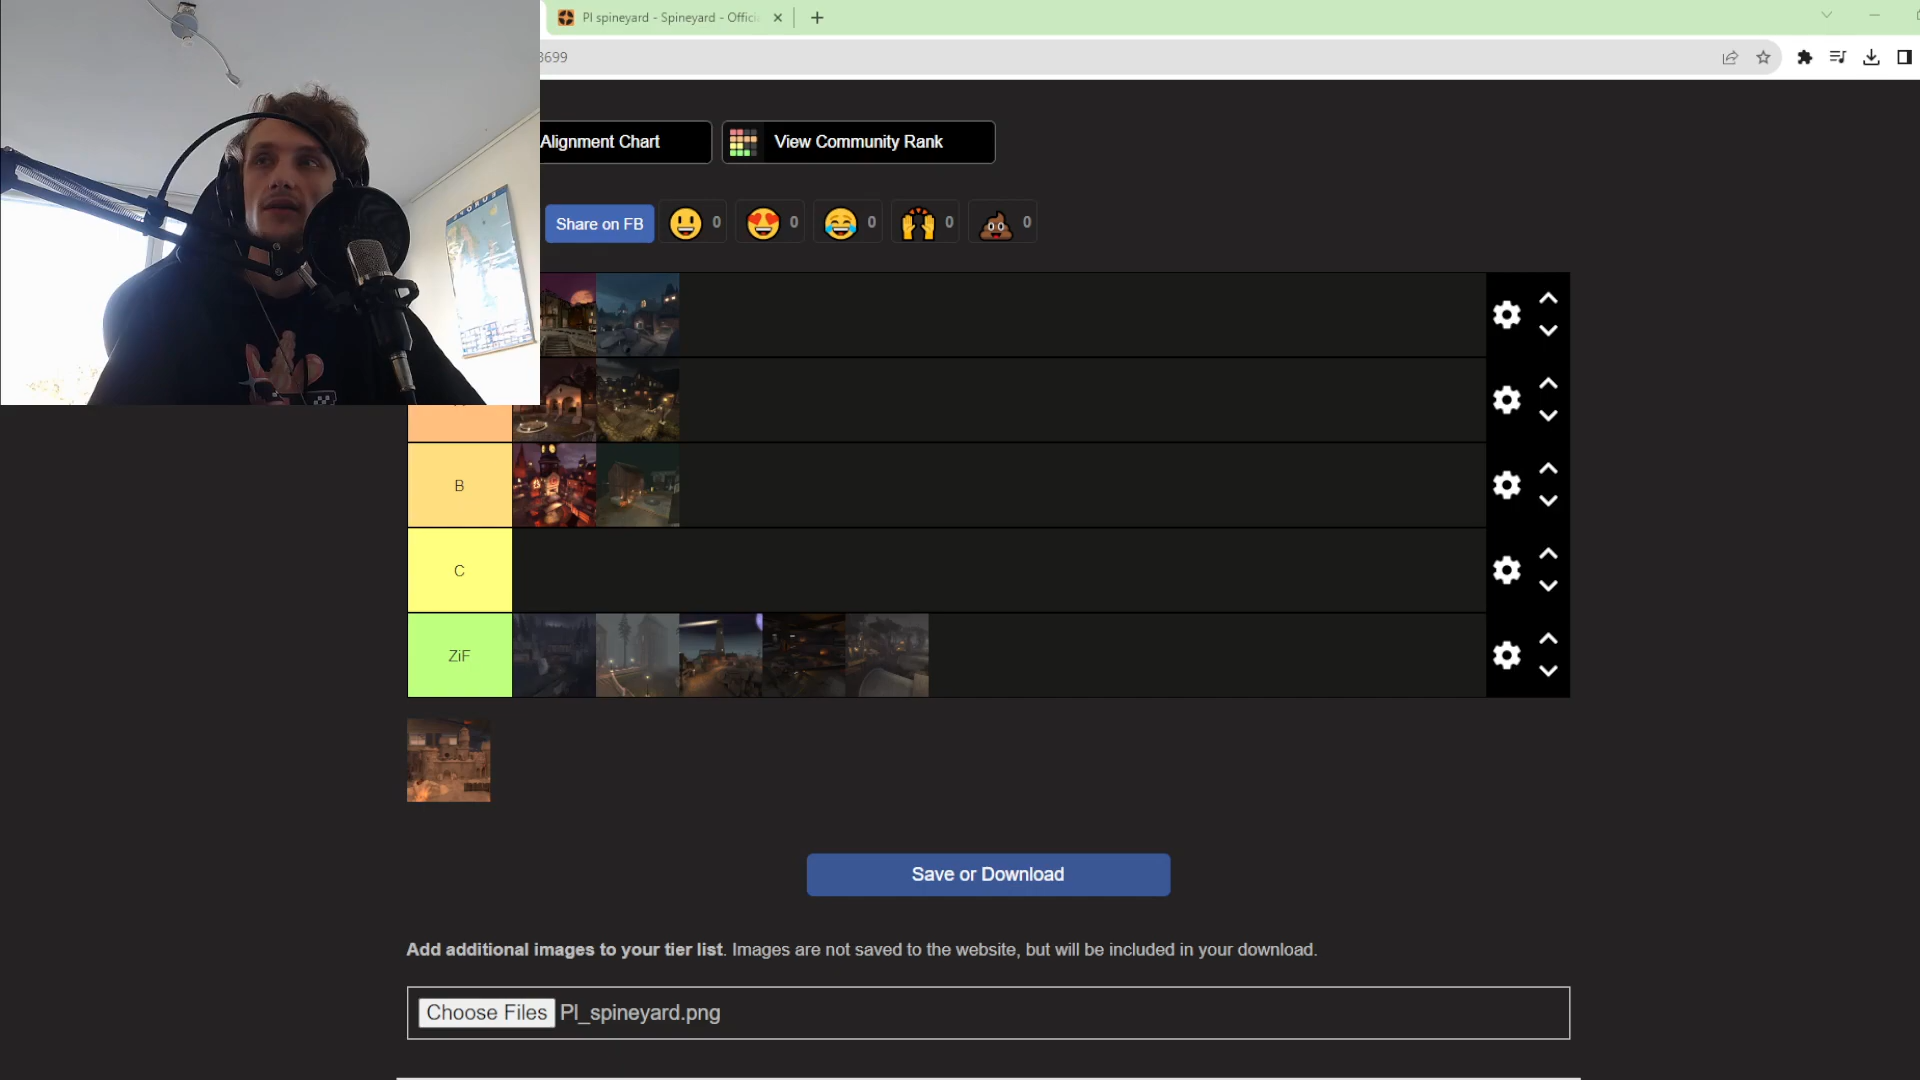 Pl spineyard - Spineyard - Offici
3699
Alignment Chart
View Community Rank
Share on FB
0
0
0
0
0
B
C
ZiF
Save or Download
Add additional images to your tier list. Images are not saved to the website, but will be included in your download.
Choose Files Pl_spineyard.png